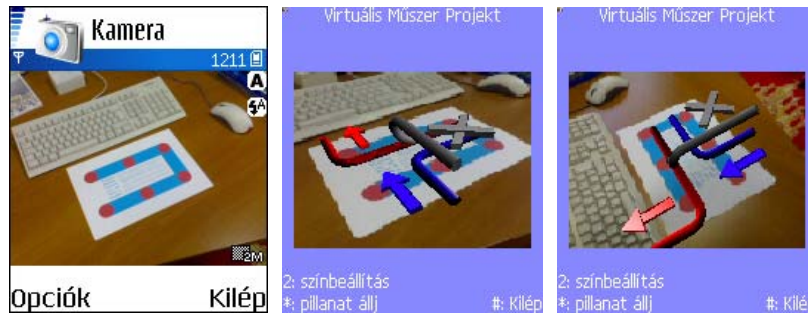 Kamera
1211
A
A
2M
Opciók Kilép
Virtuális Műszer Projekt
2: színbeállítás
*: pillanat állj #: Kilép
Virtuális Műszer Projekt
2: színbeállítás
*: pillanat állj #: Kilé